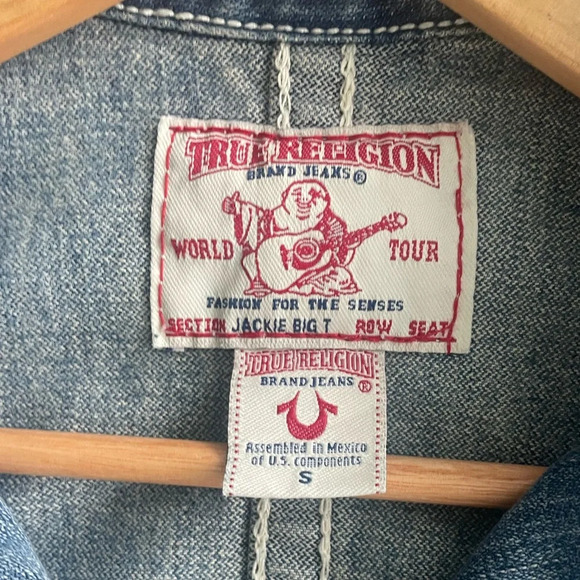 TRUE RELIGION
BRAND JEANS®
WORLD TOUR
FASHION FOR THE SENSES
SECTION JACKIE BIG T ROW SEAT
TRUE RELIGION
BRAND JEANS®
Assembled in Mexico
of U.S. components
S